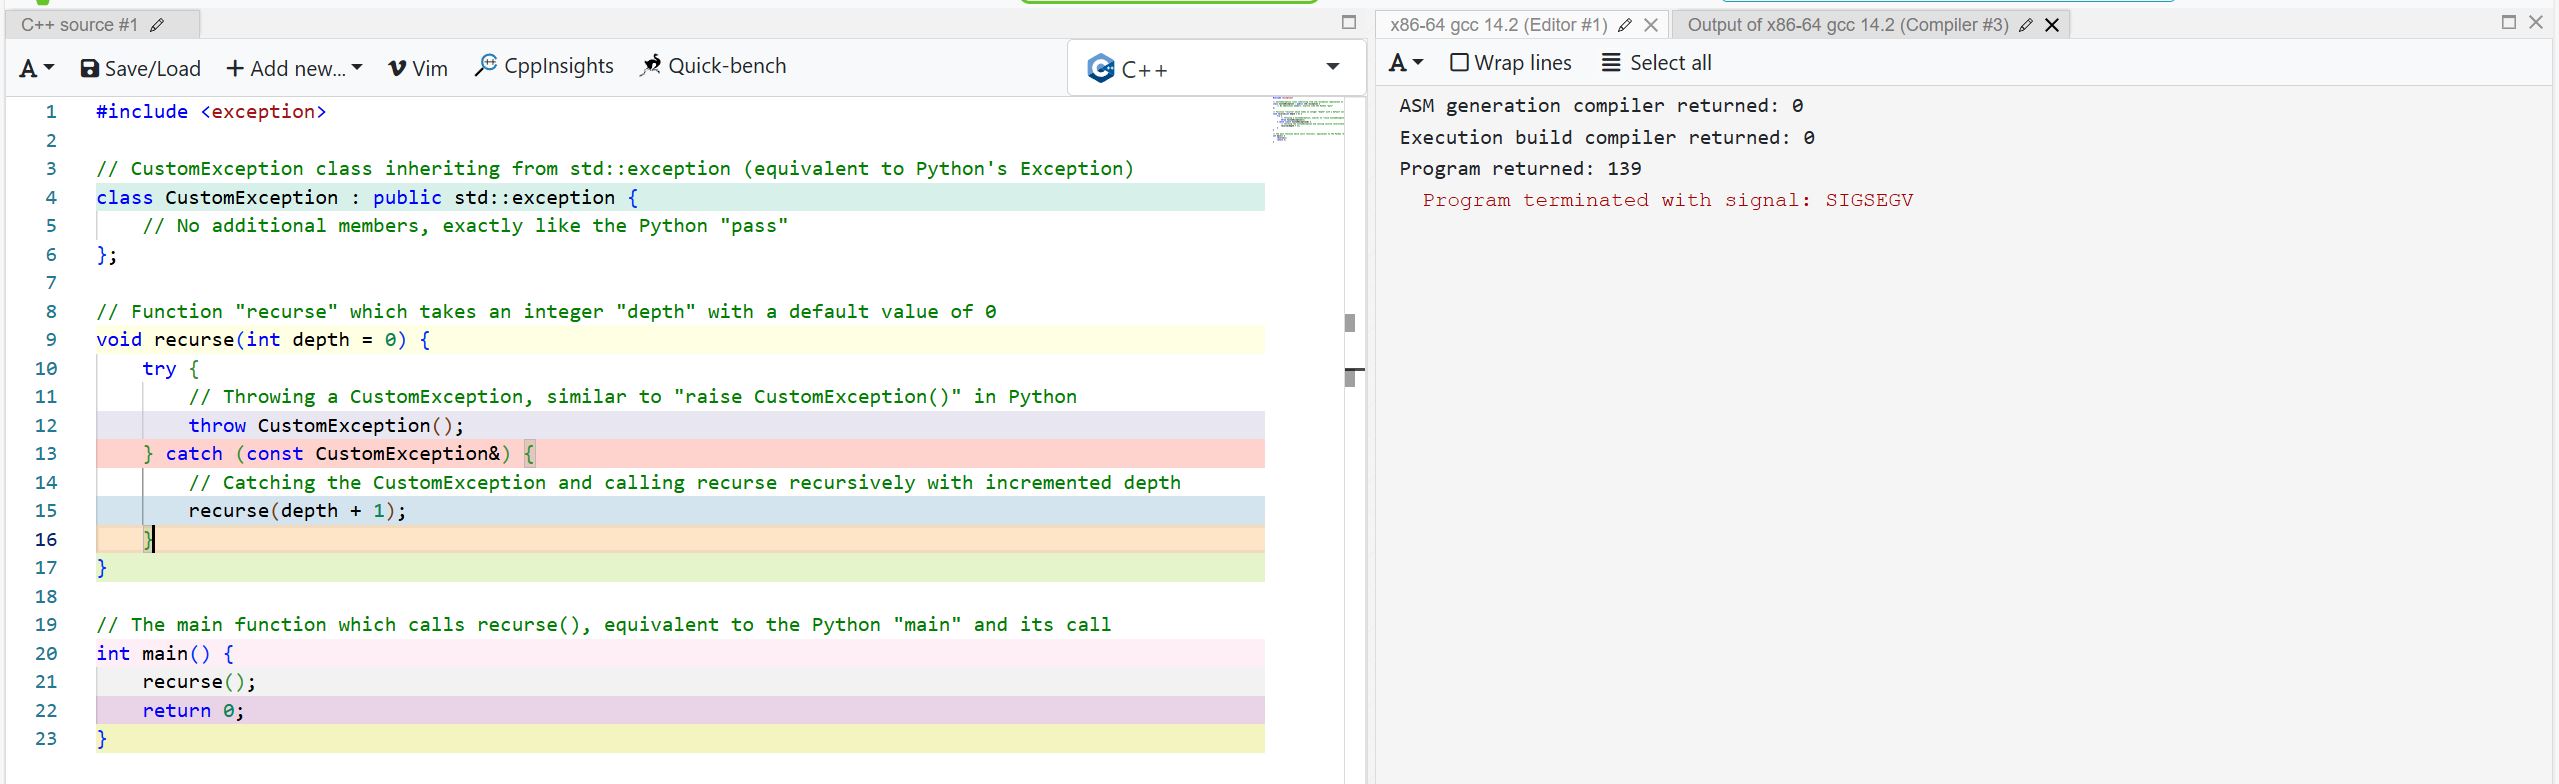 C++ source #1
A Save/Load Add new... Vim CppInsights Quick-bench C++
1 #include <exception>
2
3 // CustomException class inheriting from std::exception (equivalent to Python's Exception)
4 class CustomException : public std::exception {
5     // No additional members, exactly like the Python "pass"
6 };
7
8 // Function "recurse" which takes an integer "depth" with a default value of 0
9 void recurse(int depth = 0) {
10     try {
11         // Throwing a CustomException, similar to "raise CustomException()" in Python
12         throw CustomException();
13     } catch (const CustomException&) {
14         // Catching the CustomException and calling recurse recursively with incremented depth
15         recurse(depth + 1);
16     }
17 }
18
19 // The main function which calls recurse(), equivalent to the Python "main" and its call
20 int main() {
21     recurse();
22     return 0;
23 }
x86-64 gcc 14.2 (Editor #1) Output of x86-64 gcc 14.2 (Compiler #3)
A Wrap lines Select all
ASM generation compiler returned: 0
Execution build compiler returned: 0
Program returned: 139
Program terminated with signal: SIGSEGV